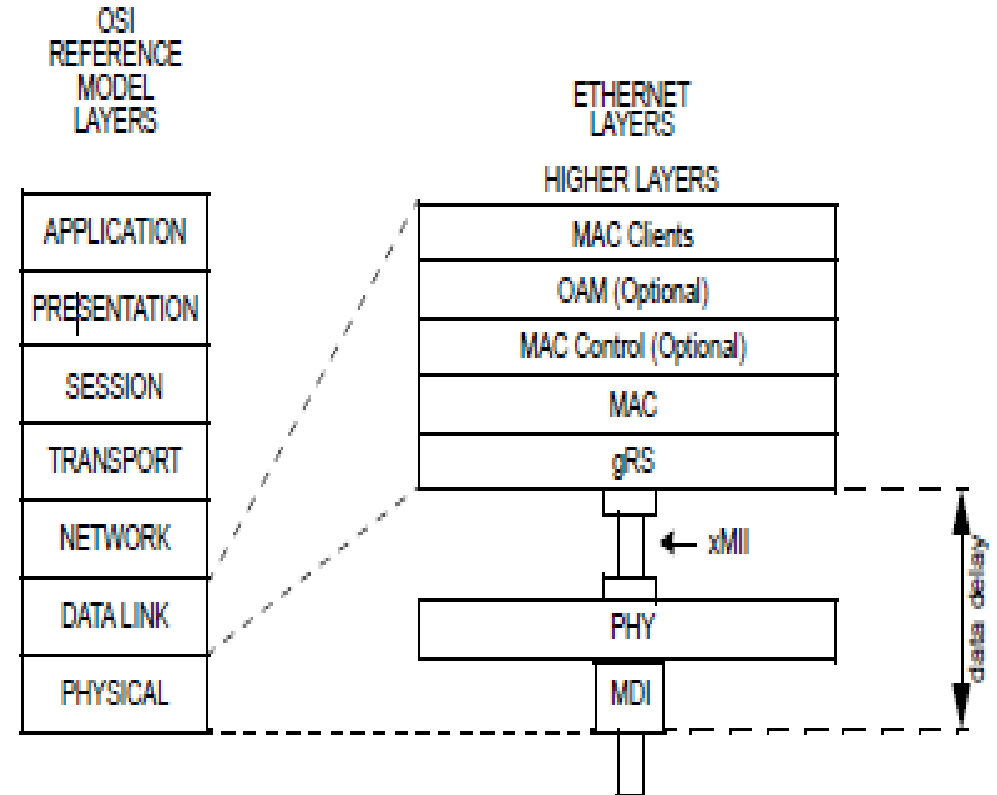 OSI
REFERENCE
MODEL
LAYERS
APPLICATION
PRESENTATION
SESSION
TRANSPORT
NETWORK
DATA LINK
PHYSICAL
ETHERNET
LAYERS
HIGHER LAYERS
MAC Clients
OAM (Optional)
MAC Control (Optional)
MAC
gRS
xMII
PHY
MDI
data delay